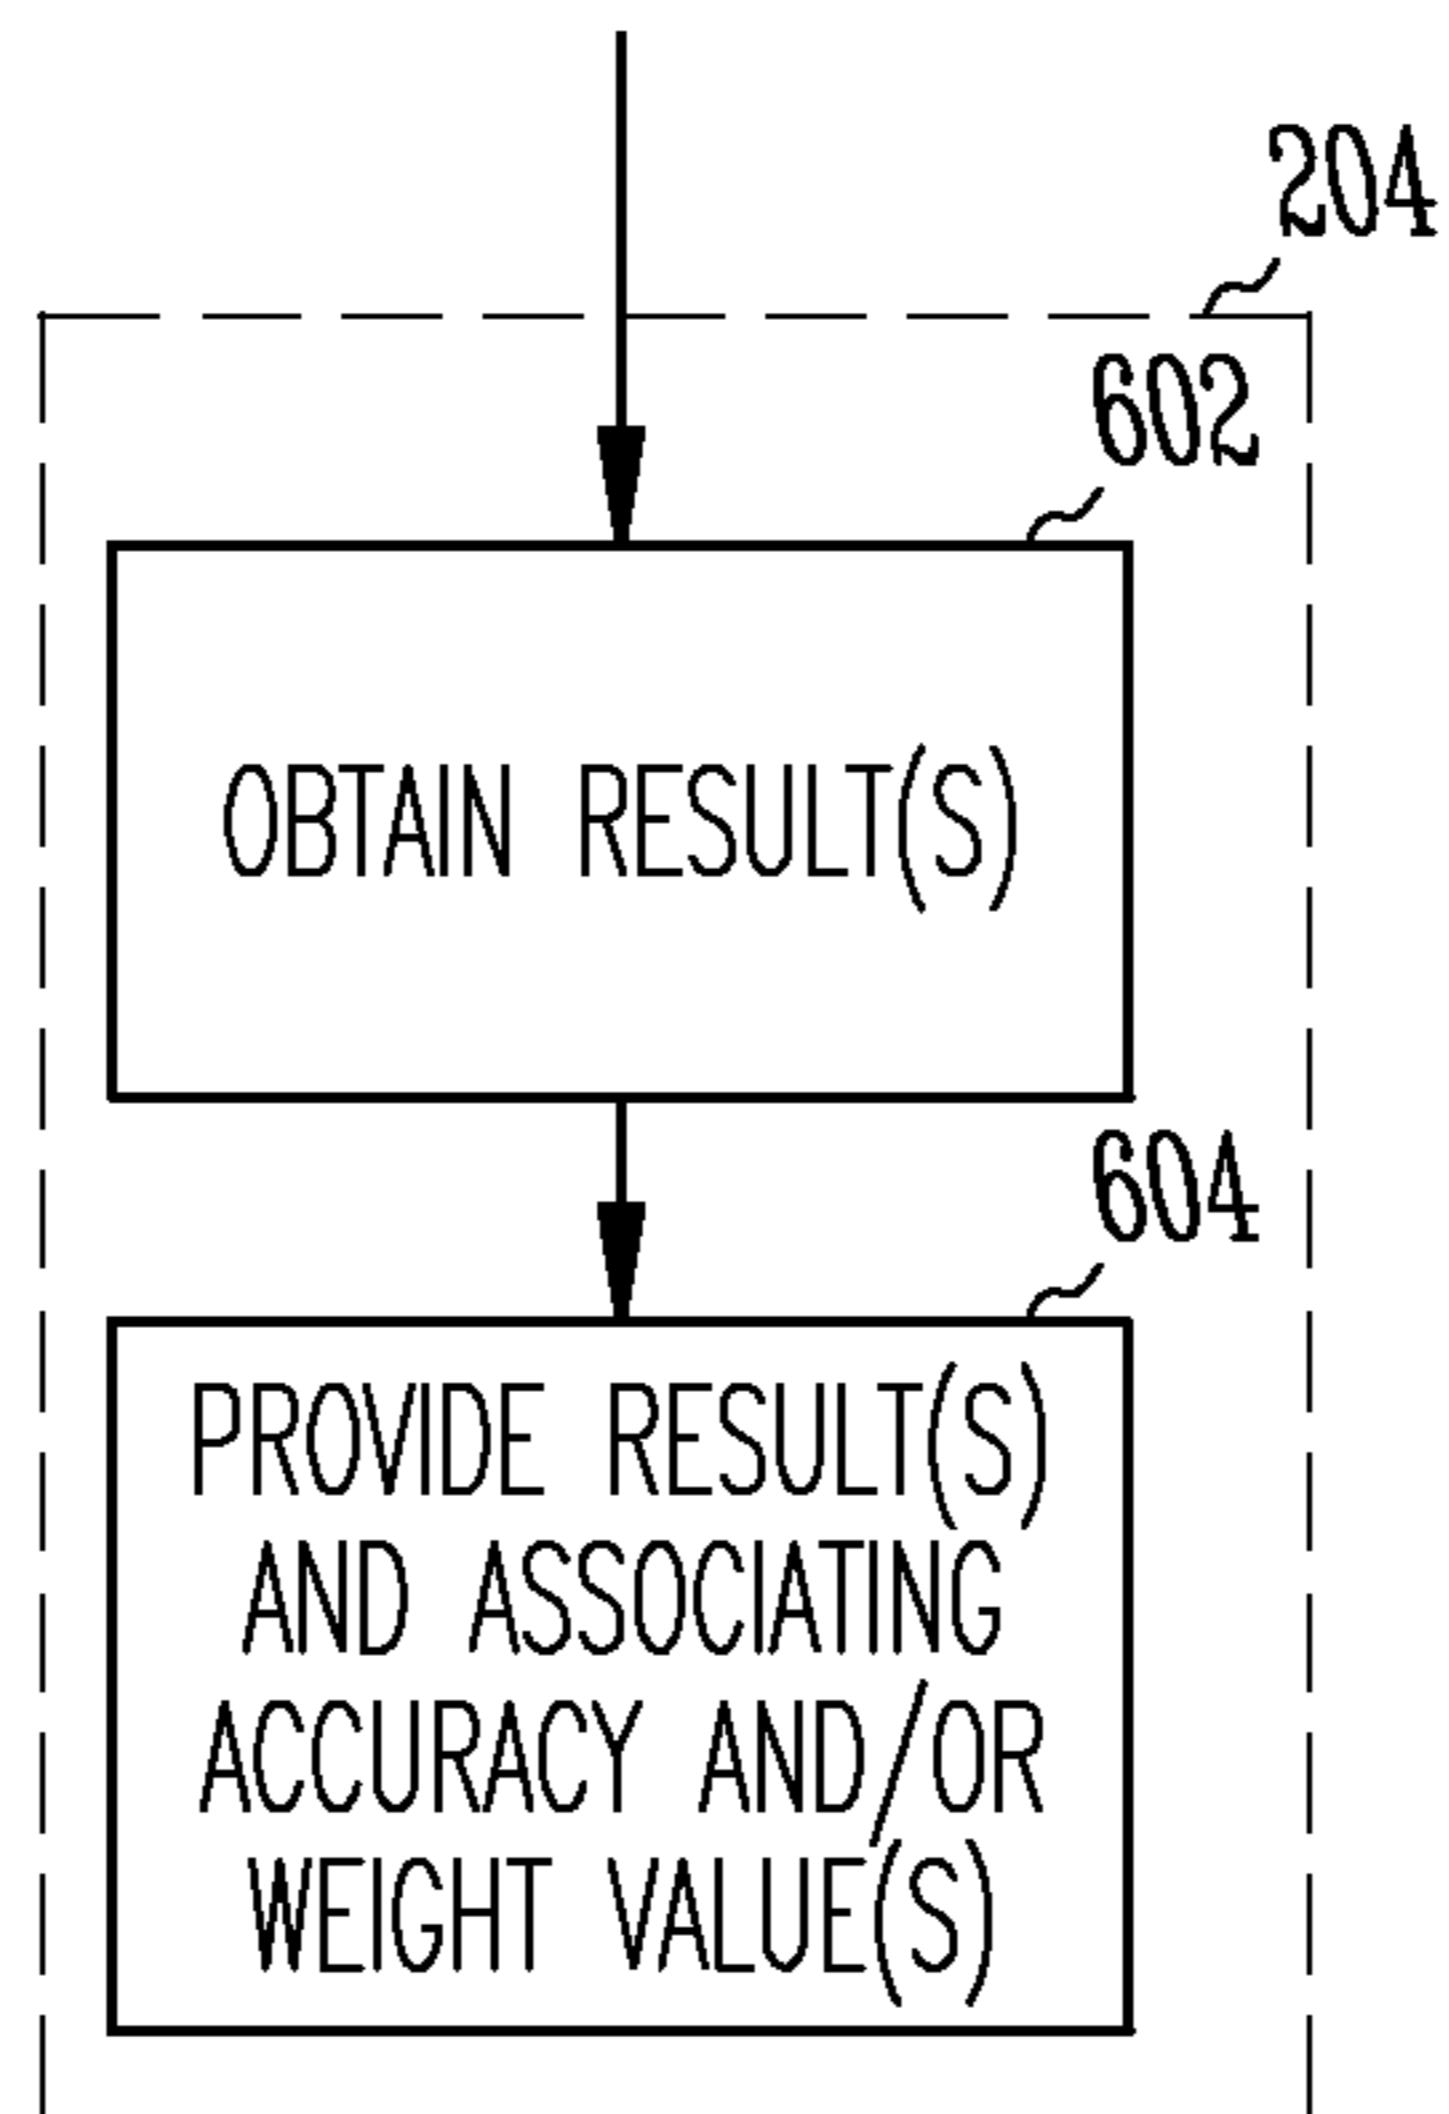 204
602
OBTAIN RESULT(S)
604
PROVIDE RESULT(S)
AND ASSOCIATING
ACCURACY AND/OR
WEIGHT VALUE(S)